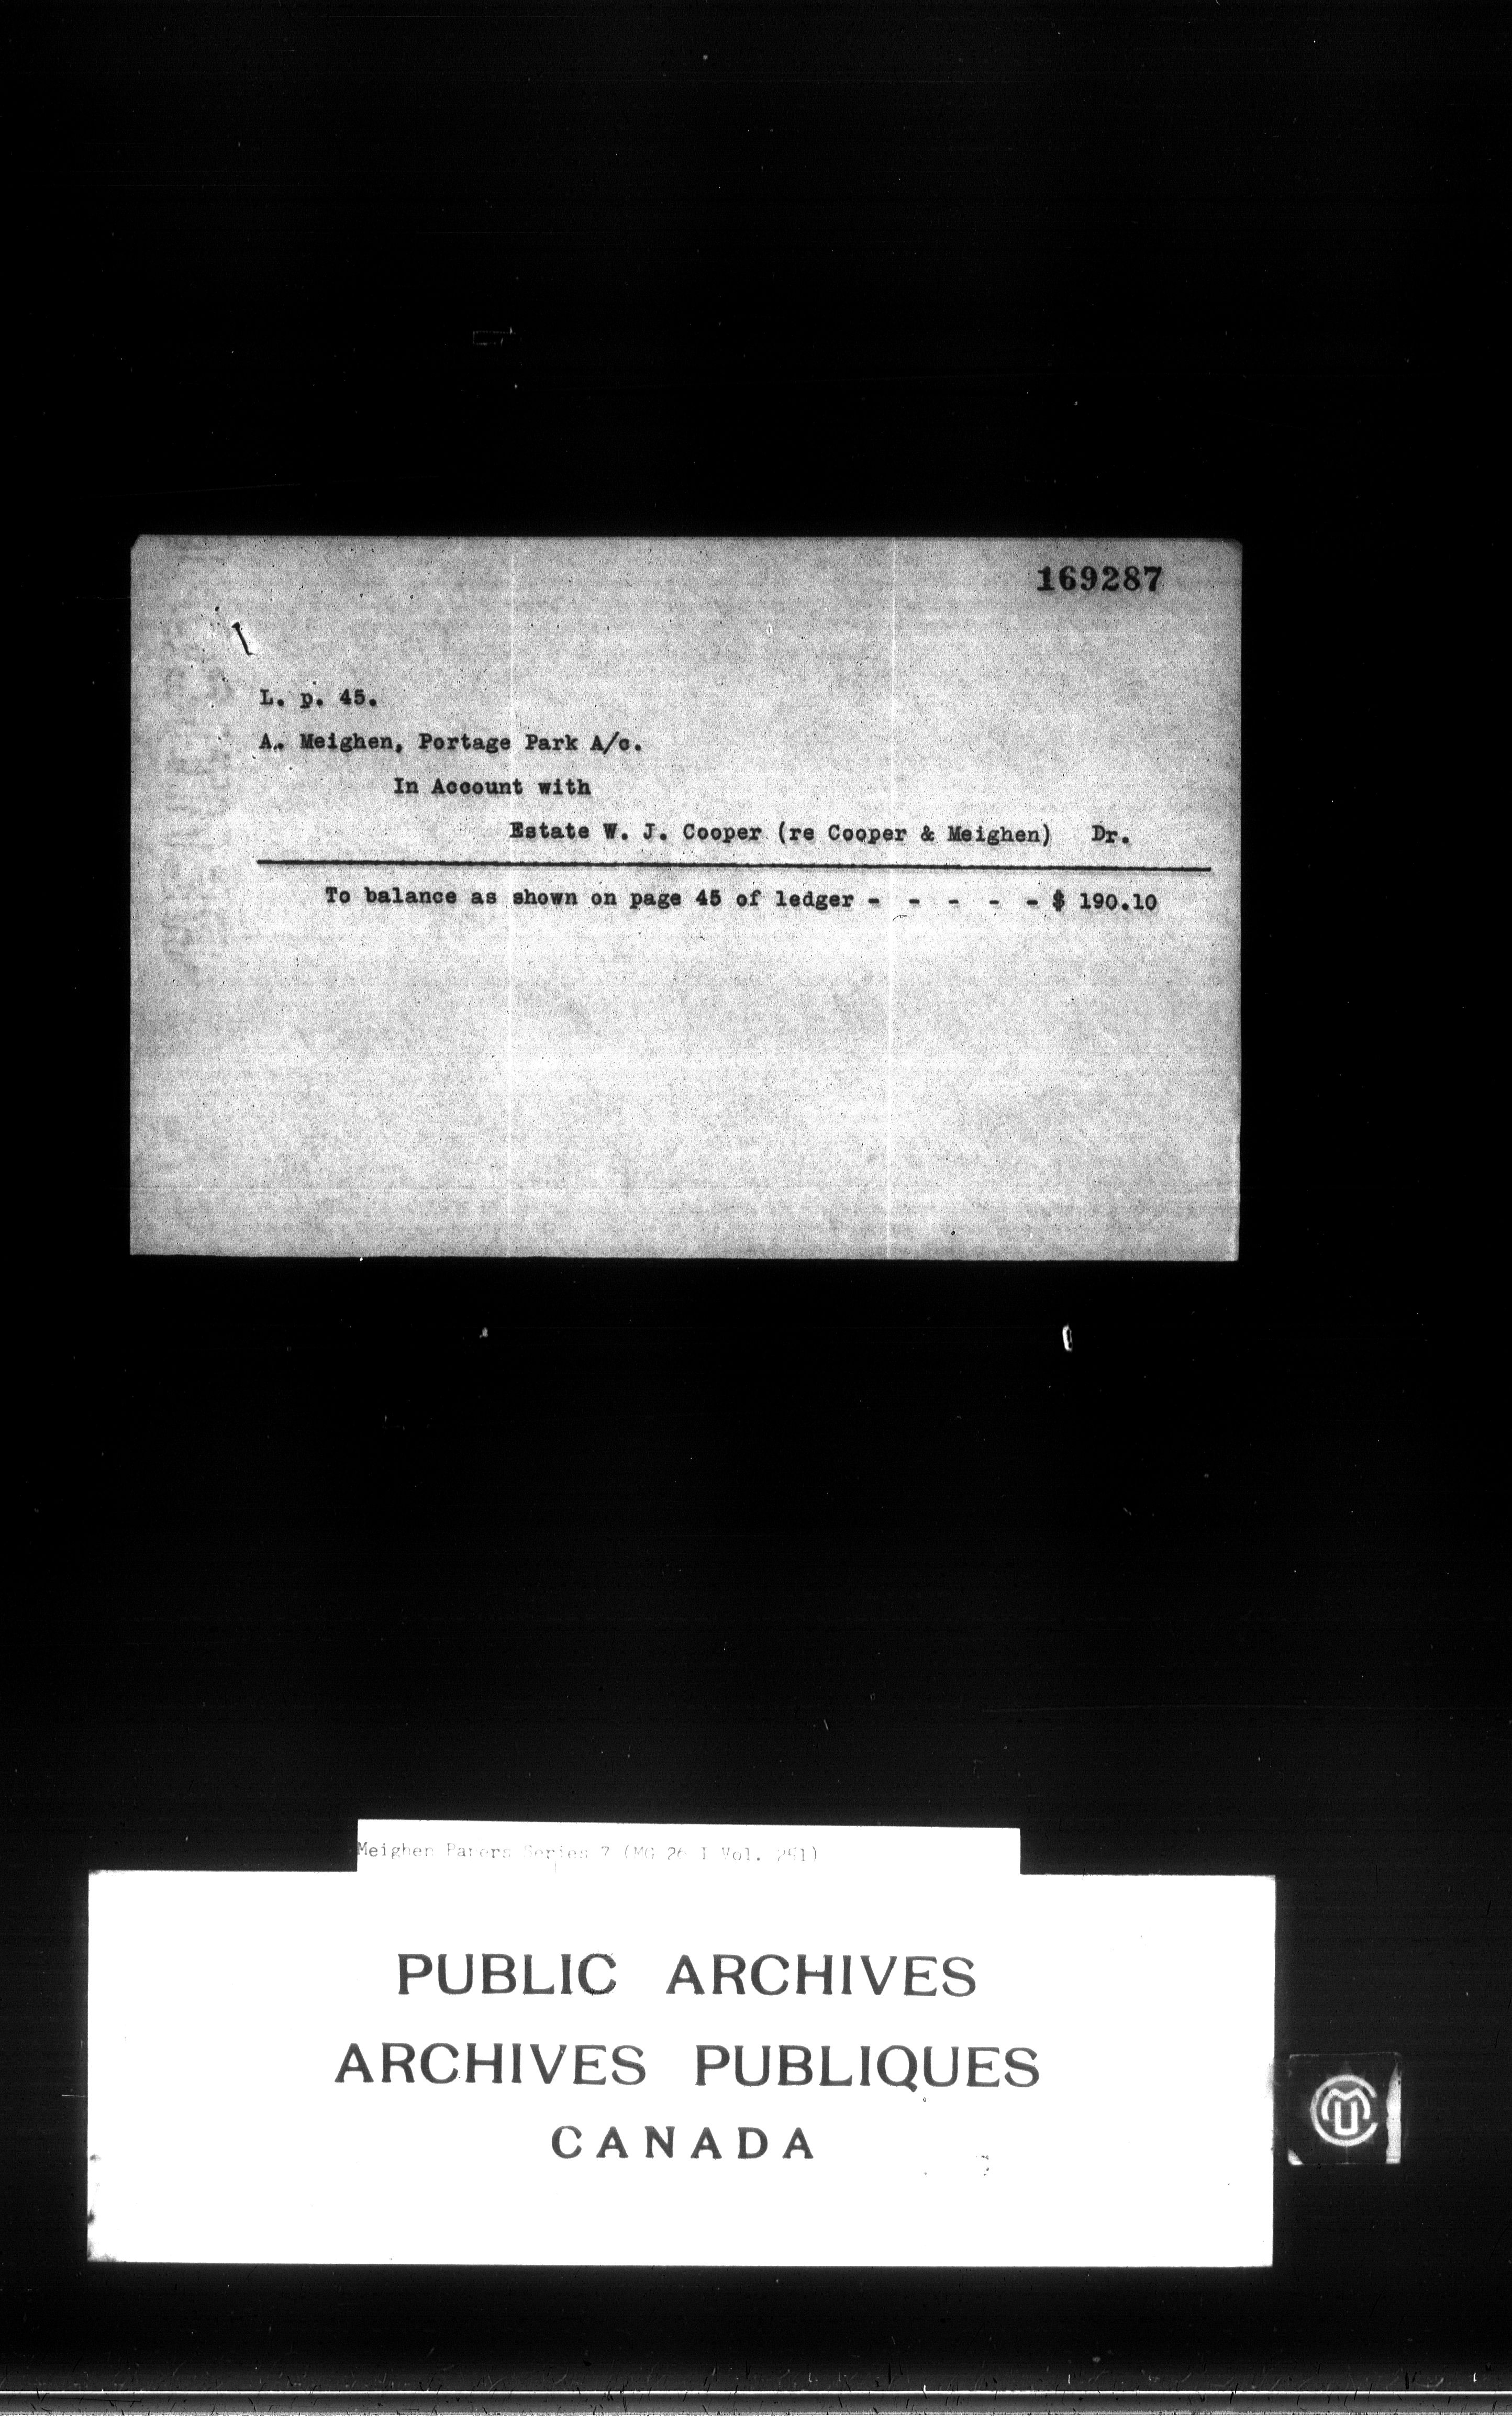 169287
L. p. 45.
A. Meighen, Portage Park A/c.
In Account with
Estate W. J. Cooper (re Cooper & Meighen) Dr.
To balance as shown on page 45 of ledger - - - - - $ 190.10
Meighen Papers Series 7 (MG 26 I Vol. 251)
PUBLIC ARCHIVES
ARCHIVES PUBLIQUES
CANADA